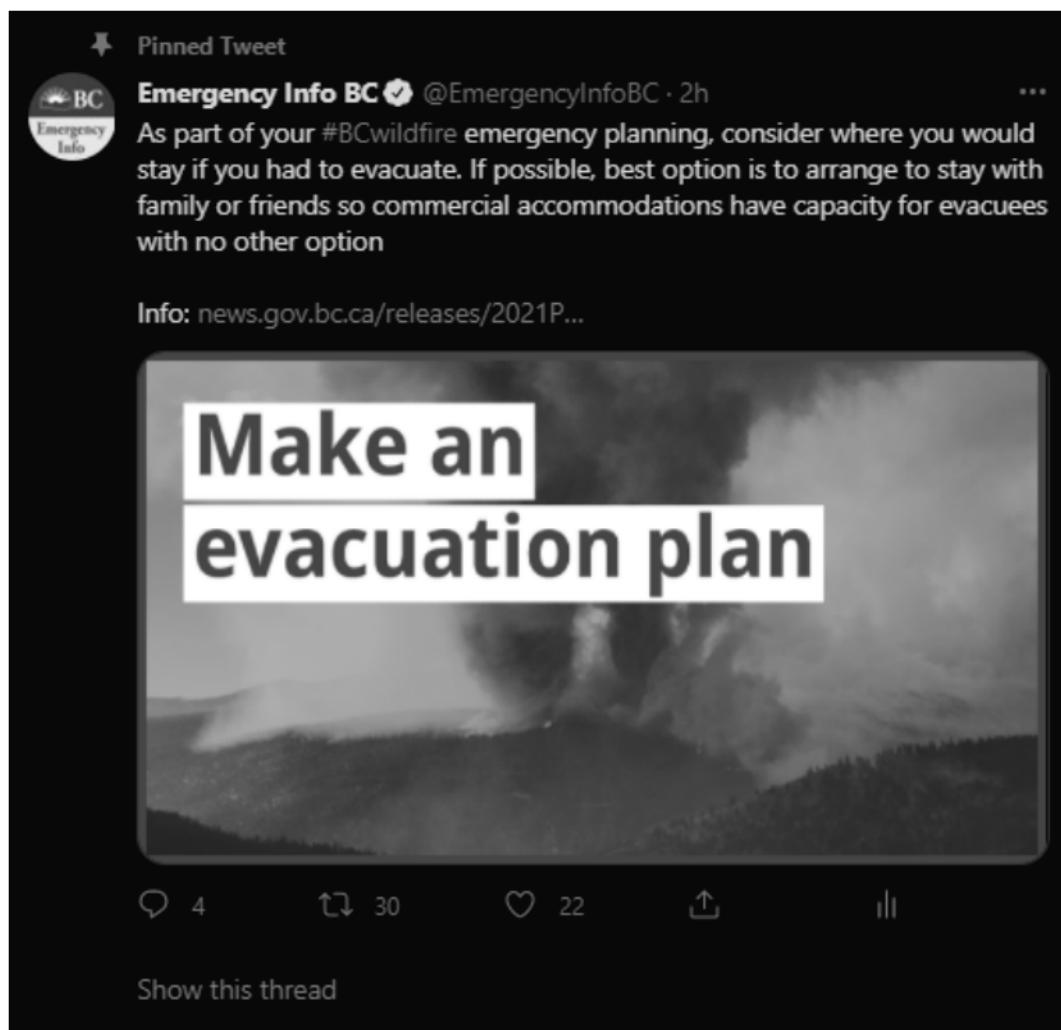 Pinned Tweet
BC
Emergency
Info
Emergency Info BC @EmergencyInfoBC · 2h
As part of your #BCwildfire emergency planning, consider where you would
stay if you had to evacuate. If possible, best option is to arrange to stay with
family or friends so commercial accommodations have capacity for evacuees
with no other option
Info: news.gov.bc.ca/releases/2021P...
Make an
evacuation plan
4 30 22
Show this thread